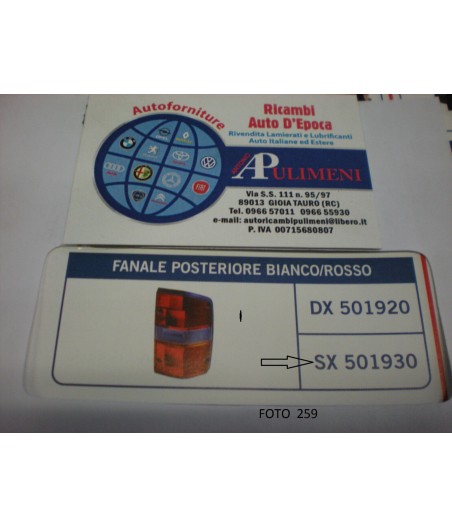 Autoforniture
Ricambi
Auto D'Epoca
Rivendita Lamierati e Lubrificanti
Auto Italiane ed Estere
APULIMENI
Via S.S. 111 n. 95/97
89013 GIOIA TAURO (RC)
Tel. 0966 57011 0966 55930
e-mail: autoricambipulimeni@libero.it
P. IVA 00715680807
FANALE POSTERIORE BIANCO/ROSSO
DX 501920
SX 501930
FOTO 259